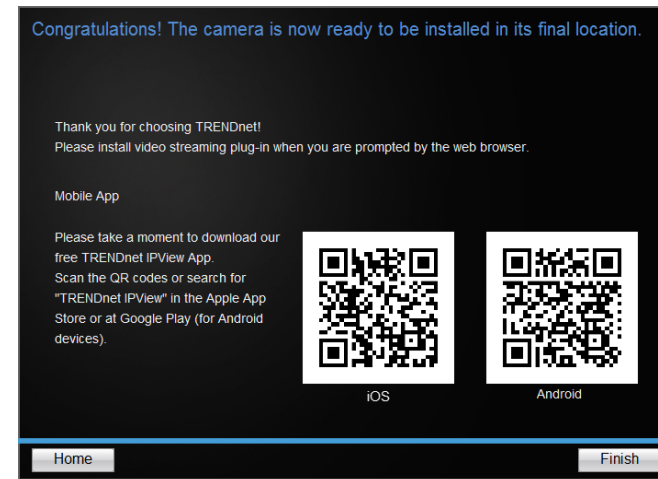 Congratulations! The camera is now ready to be installed in its final location.
Thank you for choosing TRENDnet!
Please install video streaming plug-in when you are prompted by the web browser.
Mobile App
Please take a moment to download our
free TRENDnet IPView App.
Scan the QR codes or search for
"TRENDnet IPView" in the Apple App
Store or at Google Play (for Android
devices).
iOS
Android
Home
Finish